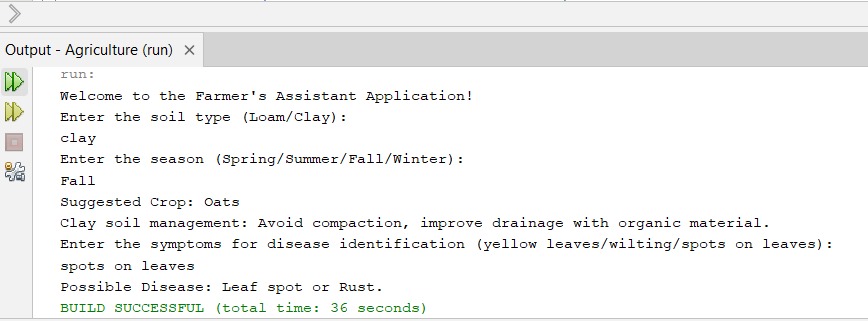 Output - Agriculture (run) ×
run:
Welcome to the Farmer's Assistant Application!
Enter the soil type (Loam/Clay):
clay
Enter the season (Spring/Summer/Fall/Winter):
Fall
Suggested Crop: Oats
Clay soil management: Avoid compaction, improve drainage with organic material.
Enter the symptoms for disease identification (yellow leaves/wilting/spots on leaves):
spots on leaves
Possible Disease: Leaf spot or Rust.
BUILD SUCCESSFUL (total time: 36 seconds)